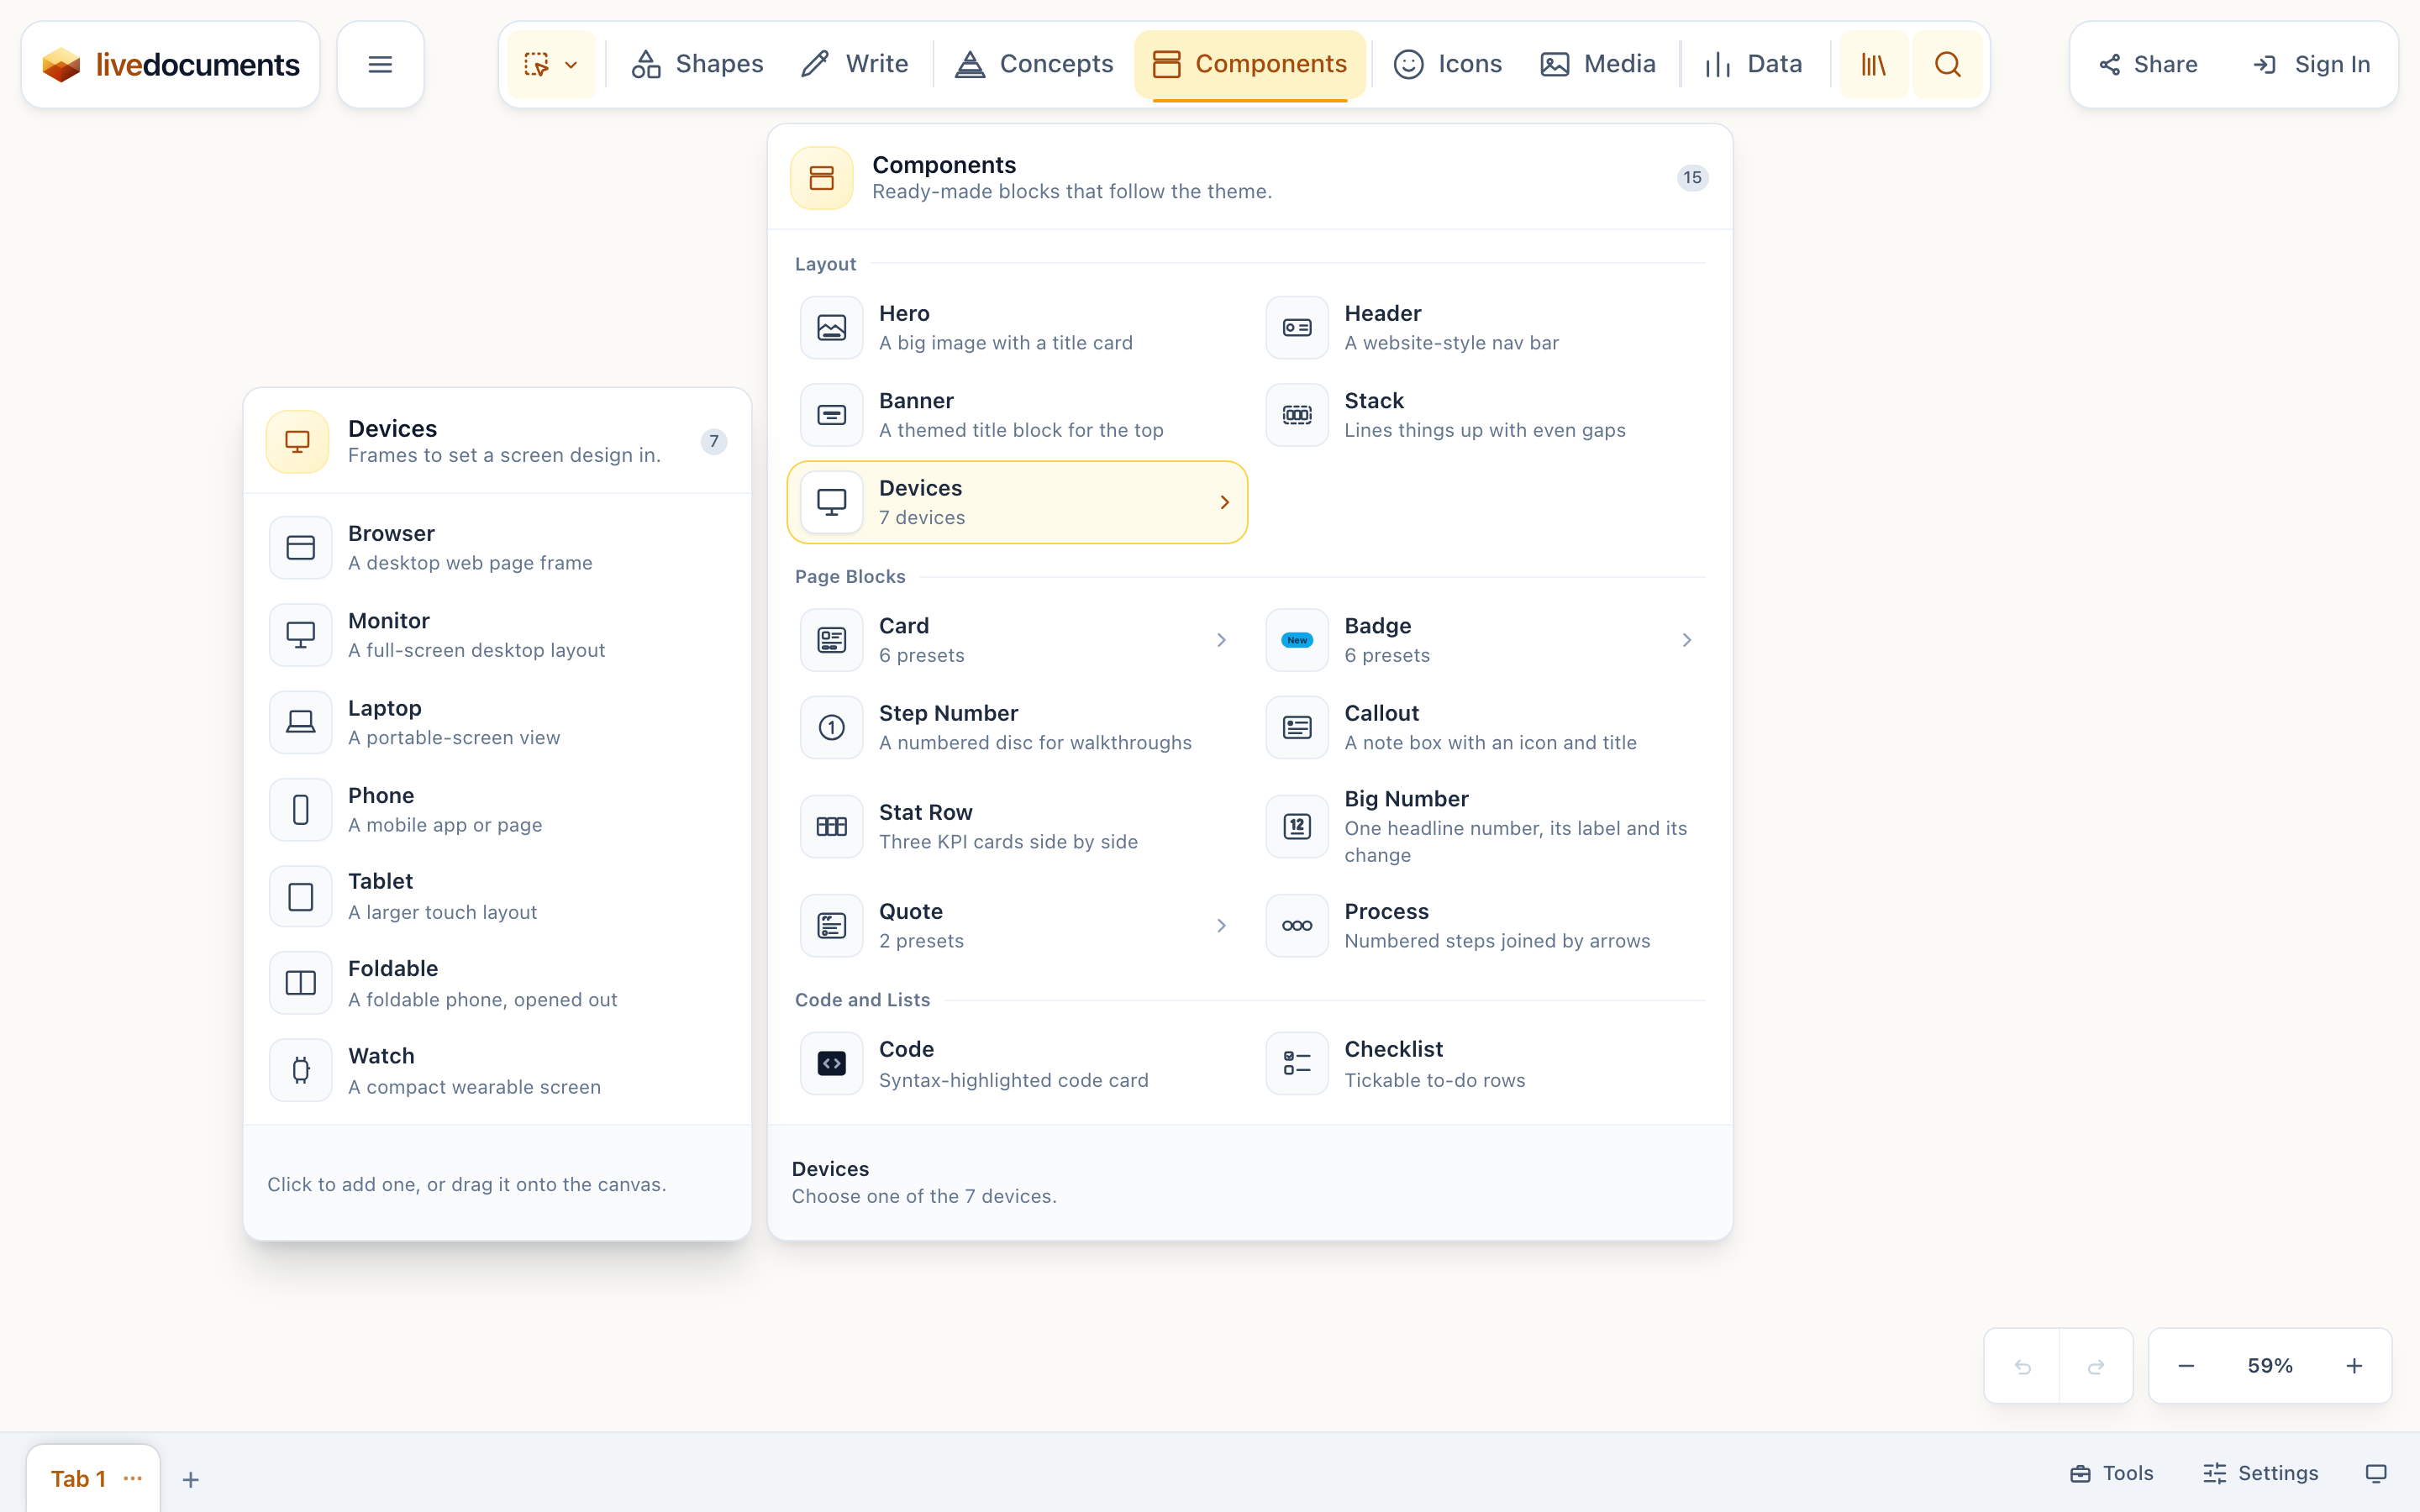 livedocuments
Shapes
Write
Concepts
Components
Icons
Media
Data
Share
Sign In
Components
Ready-made blocks that follow the theme.
15
Layout
Hero
A big image with a title card
Header
A website-style nav bar
Banner
A themed title block for the top
Stack
Lines things up with even gaps
Devices
7 devices
Page Blocks
Card
6 presets
New
Badge
6 presets
1
Step Number
A numbered disc for walkthroughs
Callout
A note box with an icon and title
Stat Row
Three KPI cards side by side
12
Big Number
One headline number, its label and its
change
Quote
2 presets
Process
Numbered steps joined by arrows
Code and Lists
Code
Syntax-highlighted code card
Checklist
Tickable to-do rows
Devices
Choose one of the 7 devices.
Devices
Frames to set a screen design in.
7
Browser
A desktop web page frame
Monitor
A full-screen desktop layout
Laptop
A portable-screen view
Phone
A mobile app or page
Tablet
A larger touch layout
Foldable
A foldable phone, opened out
Watch
A compact wearable screen
Click to add one, or drag it onto the canvas.
59%
Tab 1
Tools
Settings